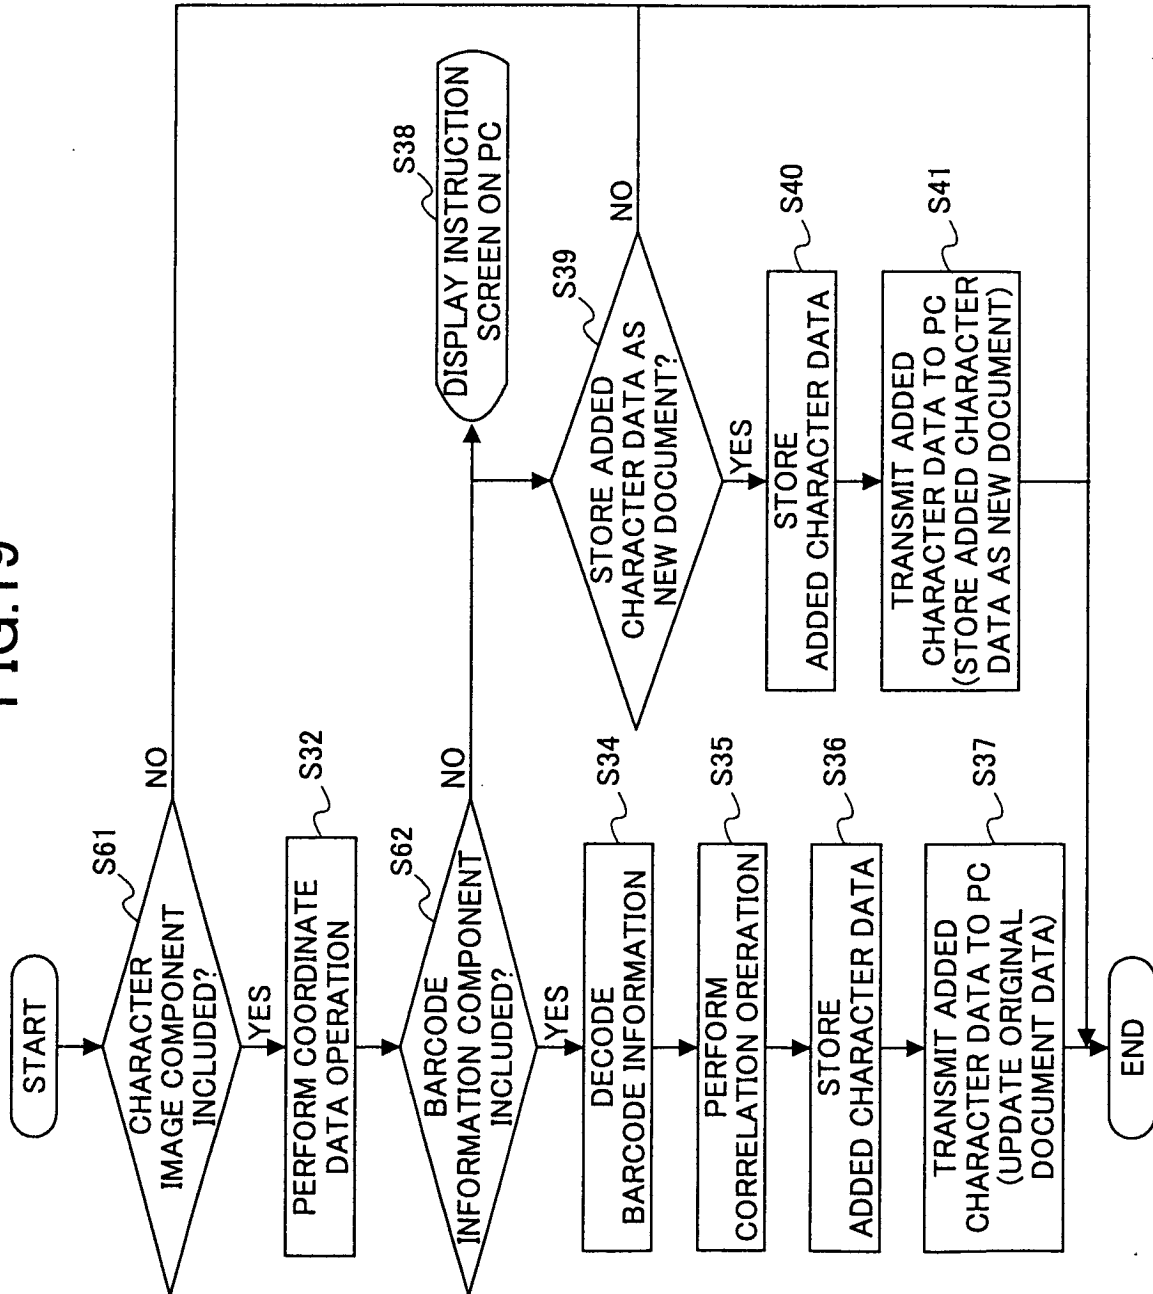 FIG.19
START
S61
CHARACTER
IMAGE COMPONENT
INCLUDED?
NO
YES
S32
PERFORM COORDINATE
DATA OPERATION
S62
BARCODE
INFORMATION COMPONENT
INCLUDED?
NO
YES
S34
DECODE
BARCODE INFORMATION
S35
PERFORM
CORRELATION ORERATION
S36
STORE
ADDED CHARACTER DATA
S37
TRANSMIT ADDED
CHARACTER DATA TO PC
(UPDATE ORIGINAL
DOCUMENT DATA)
END
S38
DISPLAY INSTRUCTION
SCREEN ON PC
S39
STORE ADDED
CHARACTER DATA AS
NEW DOCUMENT?
NO
YES
S40
STORE
ADDED CHARACTER DATA
S41
TRANSMIT ADDED
CHARACTER DATA TO PC
(STORE ADDED CHARACTER
DATA AS NEW DOCUMENT)